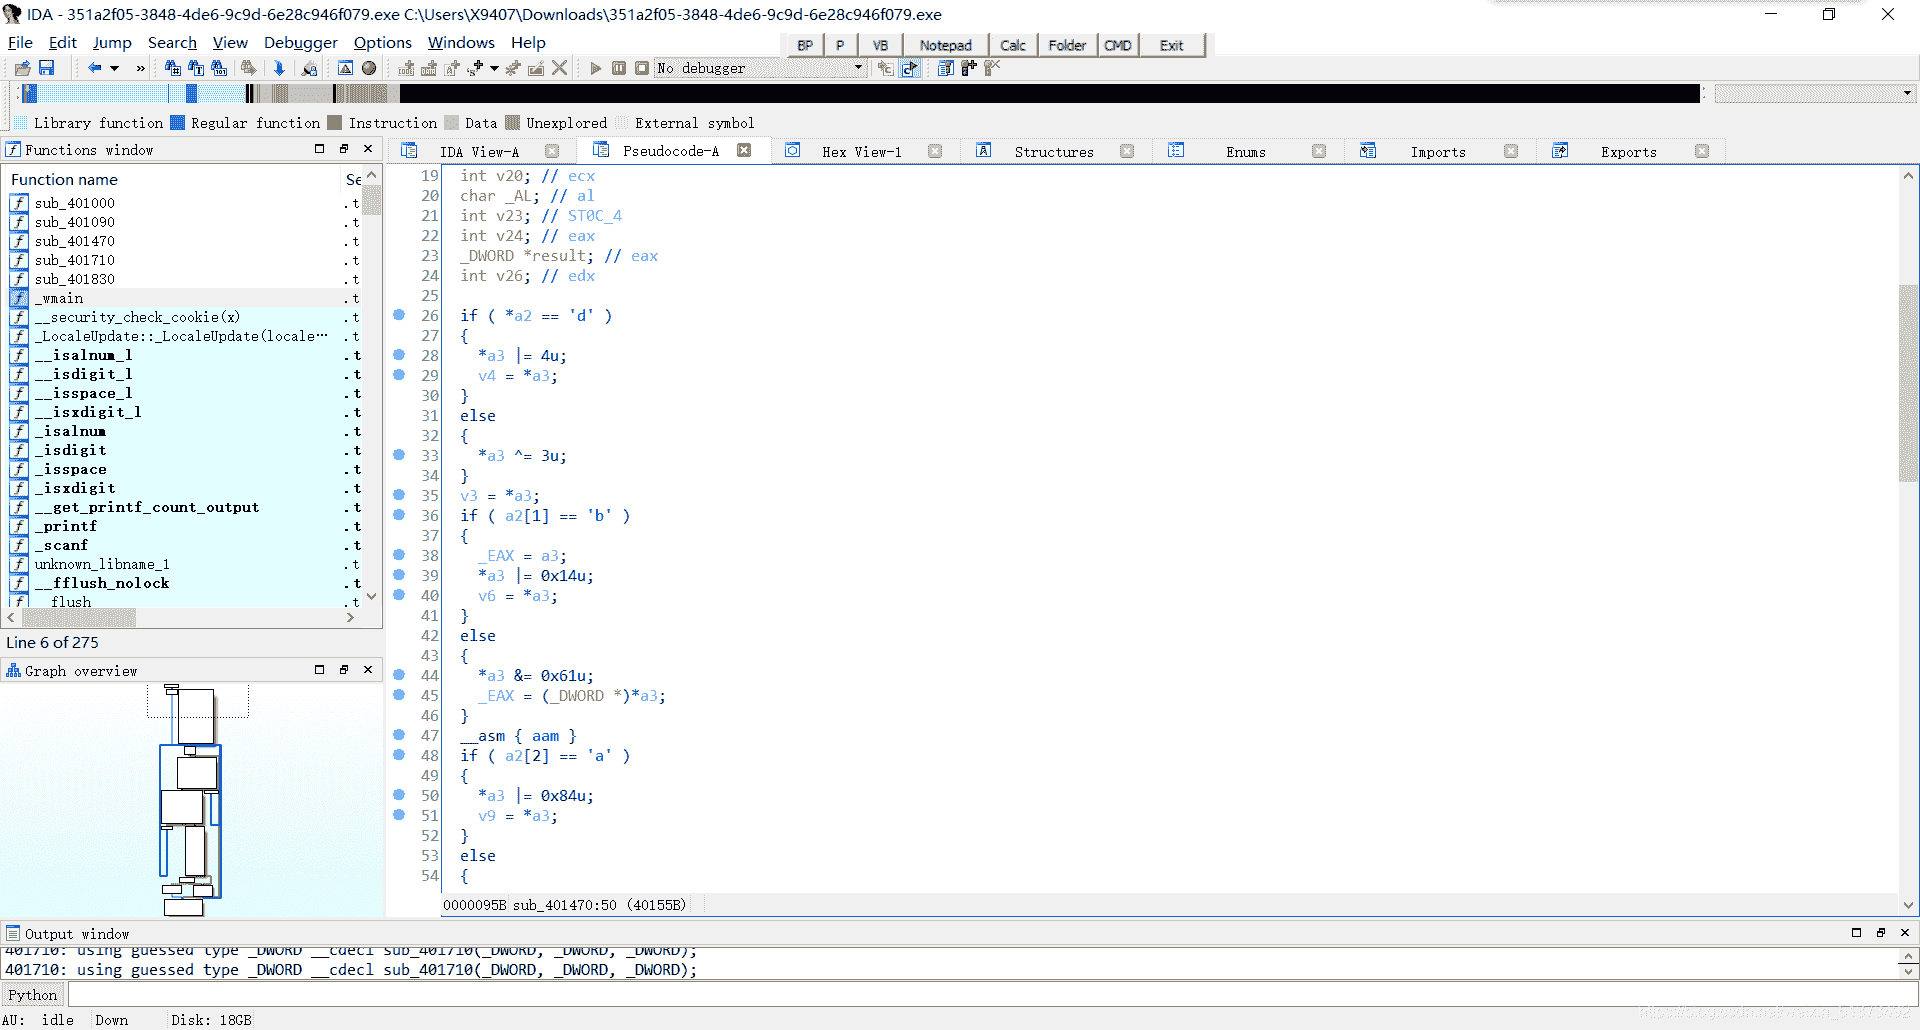 IDA - 351a2f05-3848-4de6-9c9d-6e28c946f079.exe C:\Users\X9407\Downloads\351a2f05-3848-4de6-9c9d-6e28c946f079.exe
File Edit Jump Search View Debugger Options Windows Help
BP P VB Notepad Calc Folder CMD Exit
No debugger
Library function Regular function Instruction Data Unexplored External symbol
Functions window
IDA View-A Pseudocode-A Hex View-1 Structures Enums Imports Exports
Function name Se
sub_401000 .t
sub_401090 .t
sub_401470 .t
sub_401710 .t
sub_401830 .t
_wmain .t
__security_check_cookie(x) .t
_LocaleUpdate::_LocaleUpdate(locale… .t
__isalnum_l .t
__isdigit_l .t
__isspace_l .t
__isxdigit_l .t
_isalnum .t
_isdigit .t
_isspace .t
_isxdigit .t
__get_printf_count_output .t
_printf .t
_scanf .t
unknown_libname_1 .t
__fflush_nolock .t
flush .t
Line 6 of 275
Graph overview
19 int v20; // ecx
20 char _AL; // al
21 int v23; // ST0C_4
22 int v24; // eax
23 _DWORD *result; // eax
24 int v26; // edx
25
26 if ( *a2 == 'd' )
27 {
28 *a3 |= 4u;
29 v4 = *a3;
30 }
31 else
32 {
33 *a3 ^= 3u;
34 }
35 v3 = *a3;
36 if ( a2[1] == 'b' )
37 {
38 _EAX = a3;
39 *a3 |= 0x14u;
40 v6 = *a3;
41 }
42 else
43 {
44 *a3 &= 0x61u;
45 _EAX = (_DWORD *)*a3;
46 }
47 __asm { aam }
48 if ( a2[2] == 'a' )
49 {
50 *a3 |= 0x84u;
51 v9 = *a3;
52 }
53 else
54 {
0000095B sub_401470:50 (40155B)
Output window
401710: using guessed type _DWORD __cdecl sub_401710(_DWORD, _DWORD, _DWORD);
401710: using guessed type _DWORD __cdecl sub_401710(_DWORD, _DWORD, _DWORD);
Python
AU: idle Down Disk: 18GB